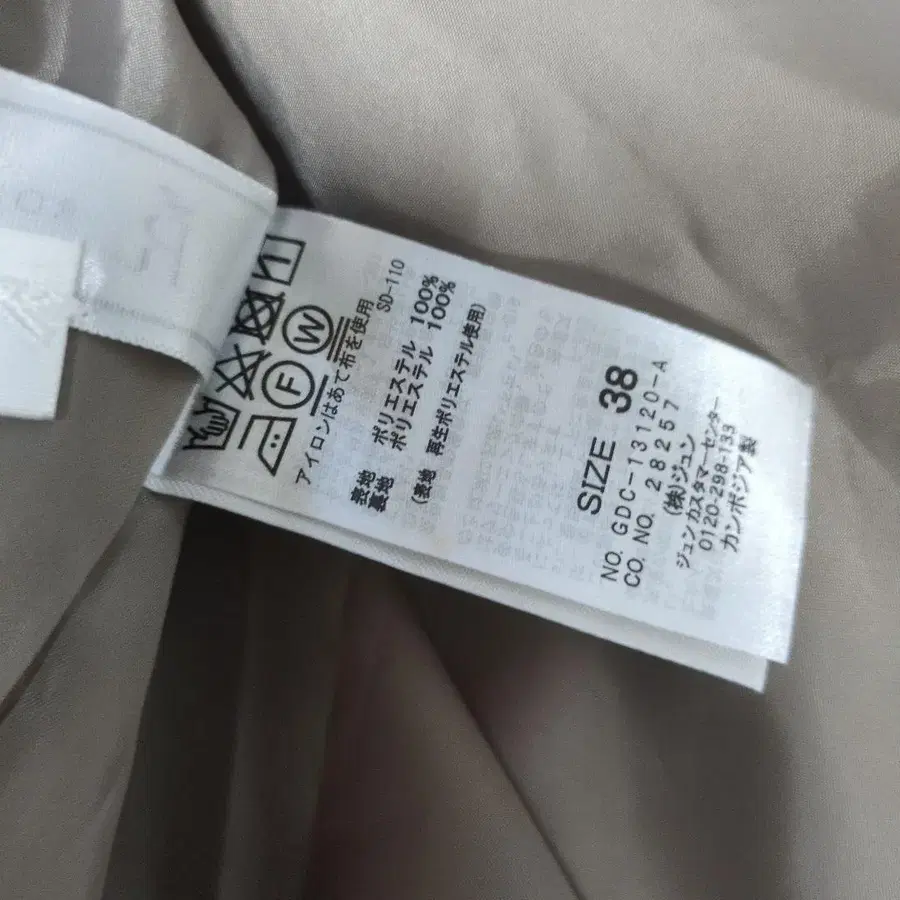 F W
アイロンはあて布を使用
SD-110
表地 ポリエステル 100%
裏地 ポリエステル 100%
(表地 再生ポリエステル使用)
SIZE 38
NO. GDC-13120-A
CO. NO. 28257
(株)ジュン
ジュン カスタマーセンター
0120-298-133
カンボジア製